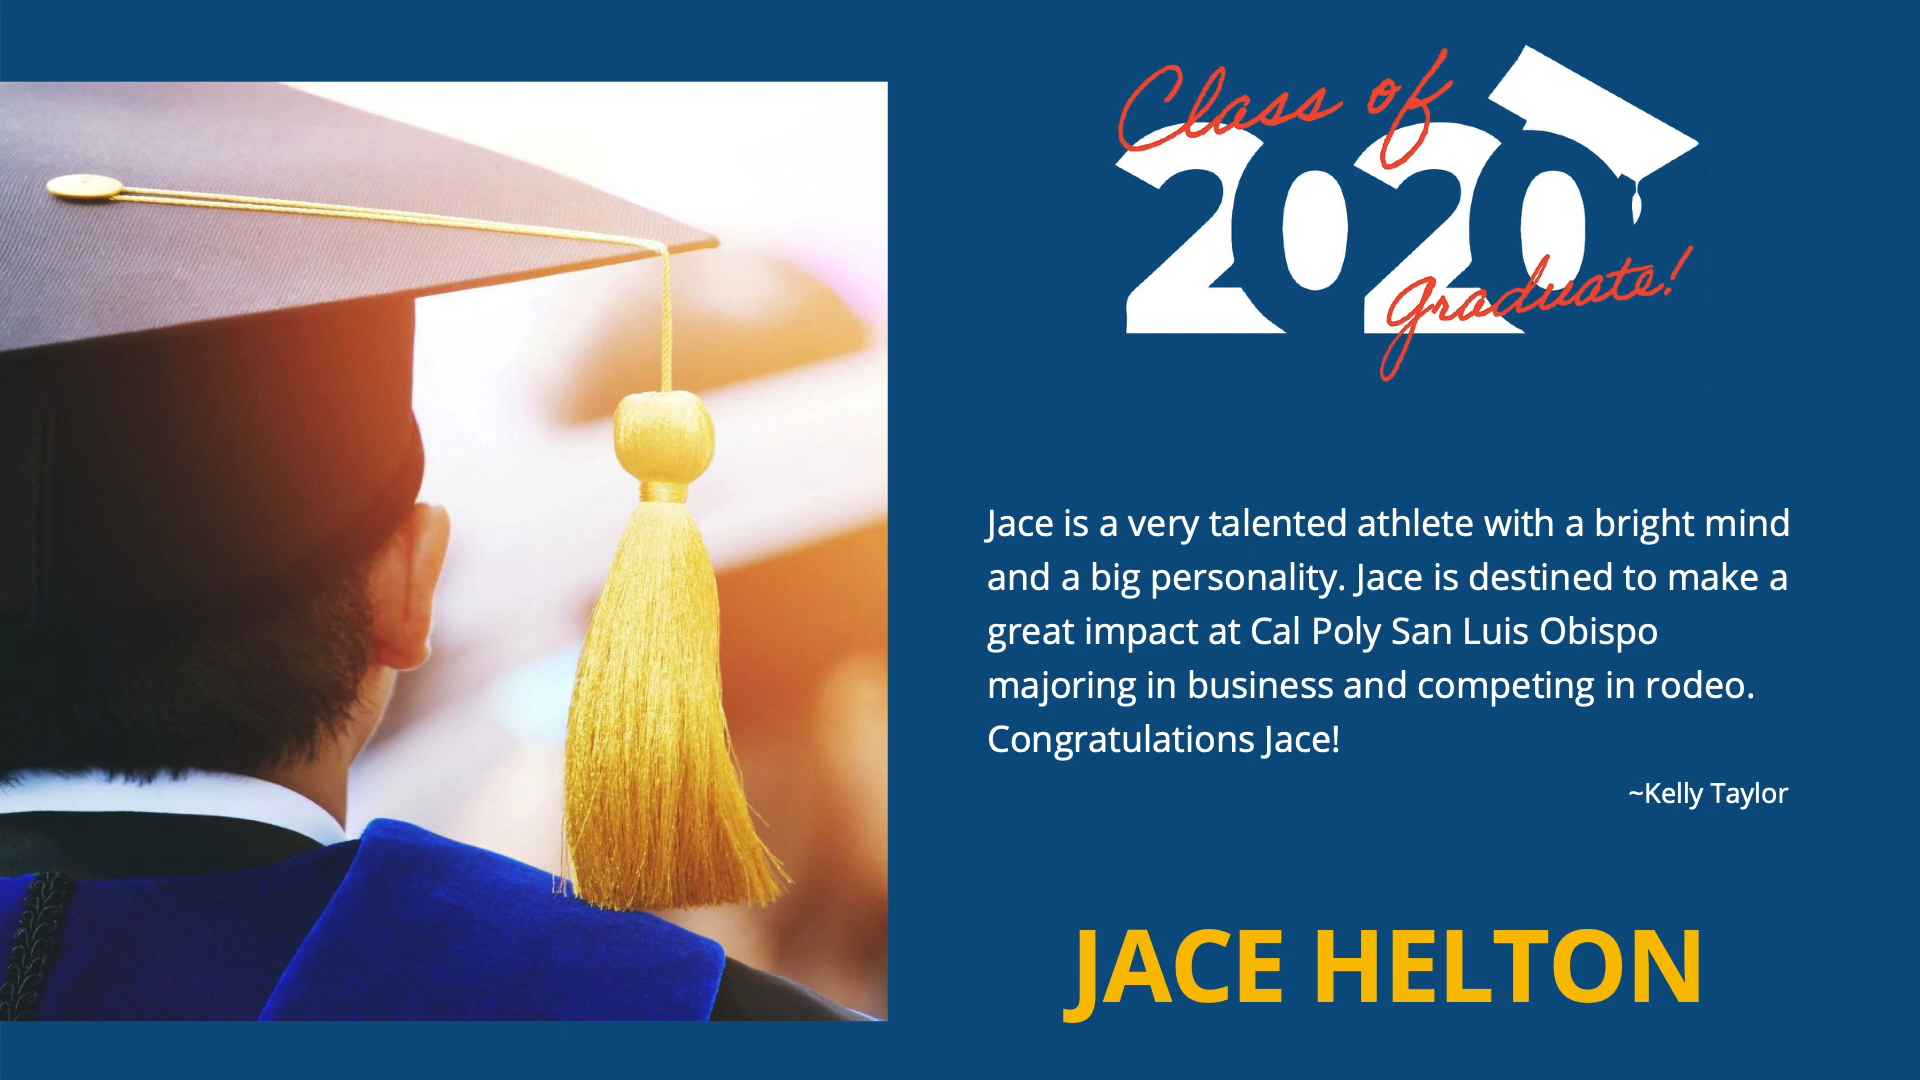 Class of
2020
graduate!
Jace is a very talented athlete with a bright mind
and a big personality. Jace is destined to make a
great impact at Cal Poly San Luis Obispo
majoring in business and competing in rodeo.
Congratulations Jace!
~Kelly Taylor
JACE HELTON